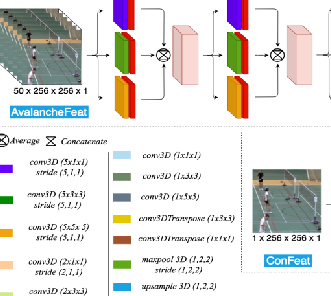 50 x 256 x 256 x 1
AvalancheFeat
Average
Concatenate
conv3D (5x1x1)
stride (5,1,1)
conv3D (5x3x3)
stride (5,1,1)
conv3D (5x5x5)
stride (5,1,1)
conv3D (2x1x1)
stride (2,1,1)
conv3D (2x3x3)
conv3D (1x1x1)
conv3D (1x3x3)
conv3D (1x5x5)
conv3DTranspose (1x3x3)
conv3DTranspose (1x1x1)
maxpool 3D (1,2,2)
stride (1,2,2)
upsample 3D (1,2,2)
1 x 256 x 256 x 1
ConFeat